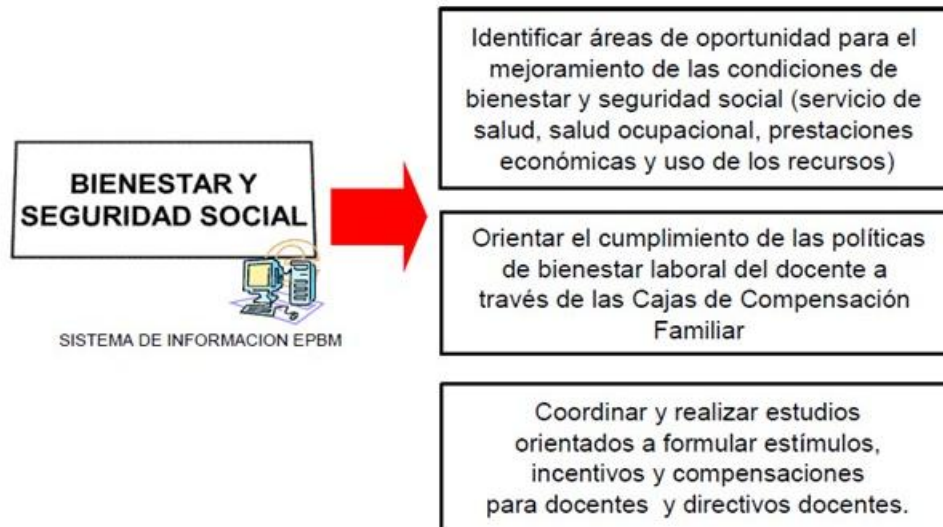 BIENESTAR Y
SEGURIDAD SOCIAL
SISTEMA DE INFORMACION EPBM
Identificar áreas de oportunidad para el
mejoramiento de las condiciones de
bienestar y seguridad social (servicio de
salud, salud ocupacional, prestaciones
económicas y uso de los recursos)
Orientar el cumplimiento de las políticas
de bienestar laboral del docente a
través de las Cajas de Compensación
Familiar
Coordinar y realizar estudios
orientados a formular estímulos,
incentivos y compensaciones
para docentes y directivos docentes.